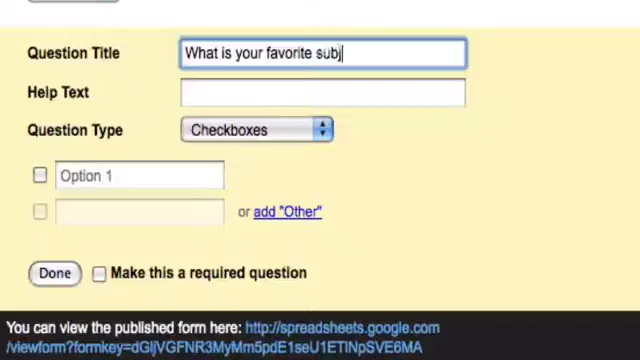 Question Title What is your favorite subj
Help Text
Question Type Checkboxes
Option 1
or add "Other"
Done Make this a required question
You can view the published form here: http://spreadsheets.google.com
/viewform?formkey=dGljVGFNR3MyMm5pdE1seU1ETlNpSVE6MA